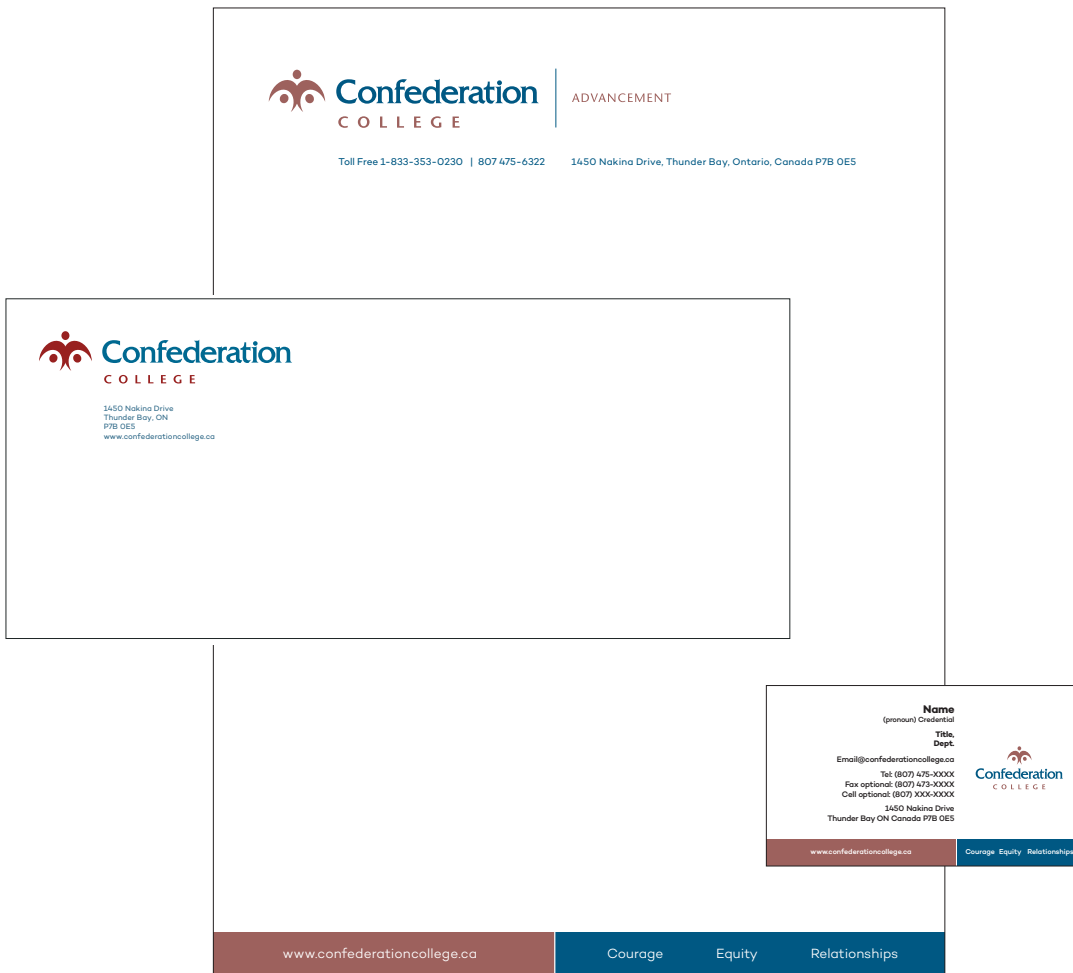 Confederation
COLLEGE
ADVANCEMENT
Toll Free 1-833-353-0230 | 807 475-6322 1450 Nakina Drive, Thunder Bay, Ontario, Canada P7B 0E5
Confederation
COLLEGE
1450 Nakina Drive
Thunder Bay, ON
P7B 0E5
www.confederationcollege.ca
Name
(pronoun) Credential
Title,
Dept.
Email@confederationcollege.ca
Tel: (807) 475-XXXX
Fax optional: (807) 473-XXXX
Cell optional: (807) XXX-XXXX
1450 Nakina Drive
Thunder Bay ON Canada P7B 0E5
Confederation
COLLEGE
www.confederationcollege.ca Courage Equity Relationships
www.confederationcollege.ca Courage Equity Relationships